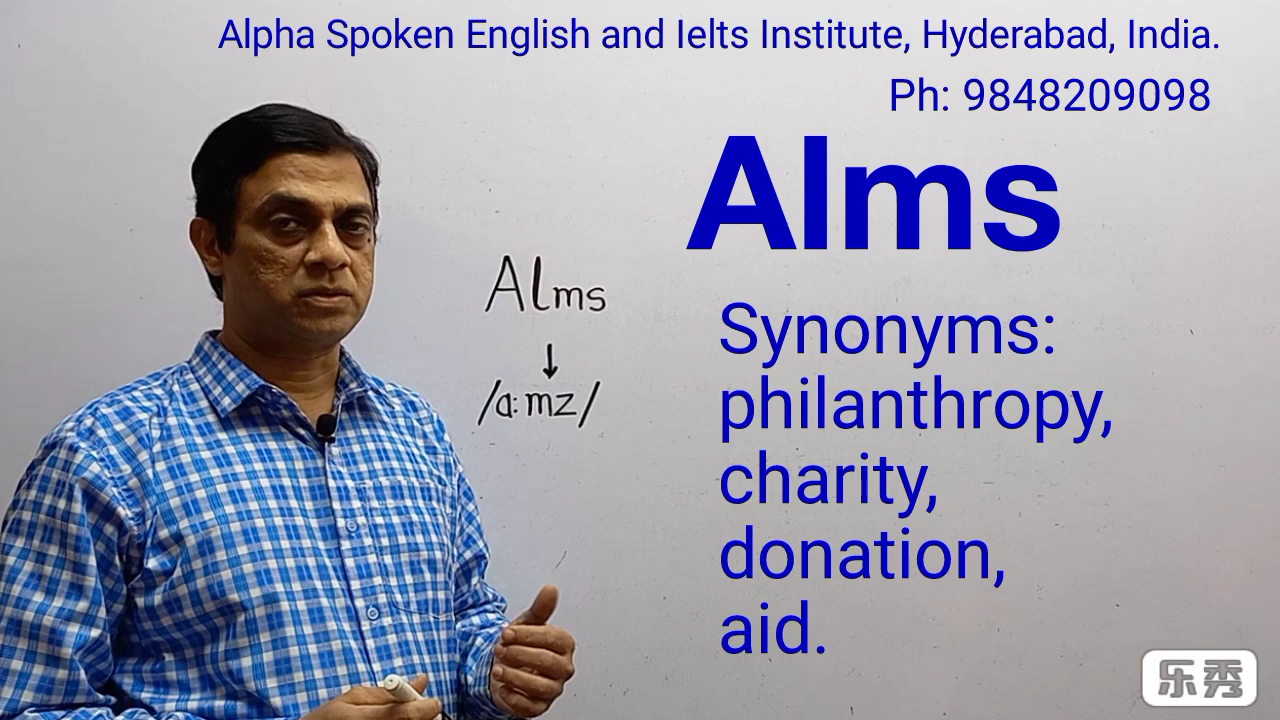 Alpha Spoken English and Ielts Institute, Hyderabad, India.
Ph: 9848209098
Alms
Alms
↓
/a:mz/
Synonyms:
philanthropy,
charity,
donation,
aid.
乐秀